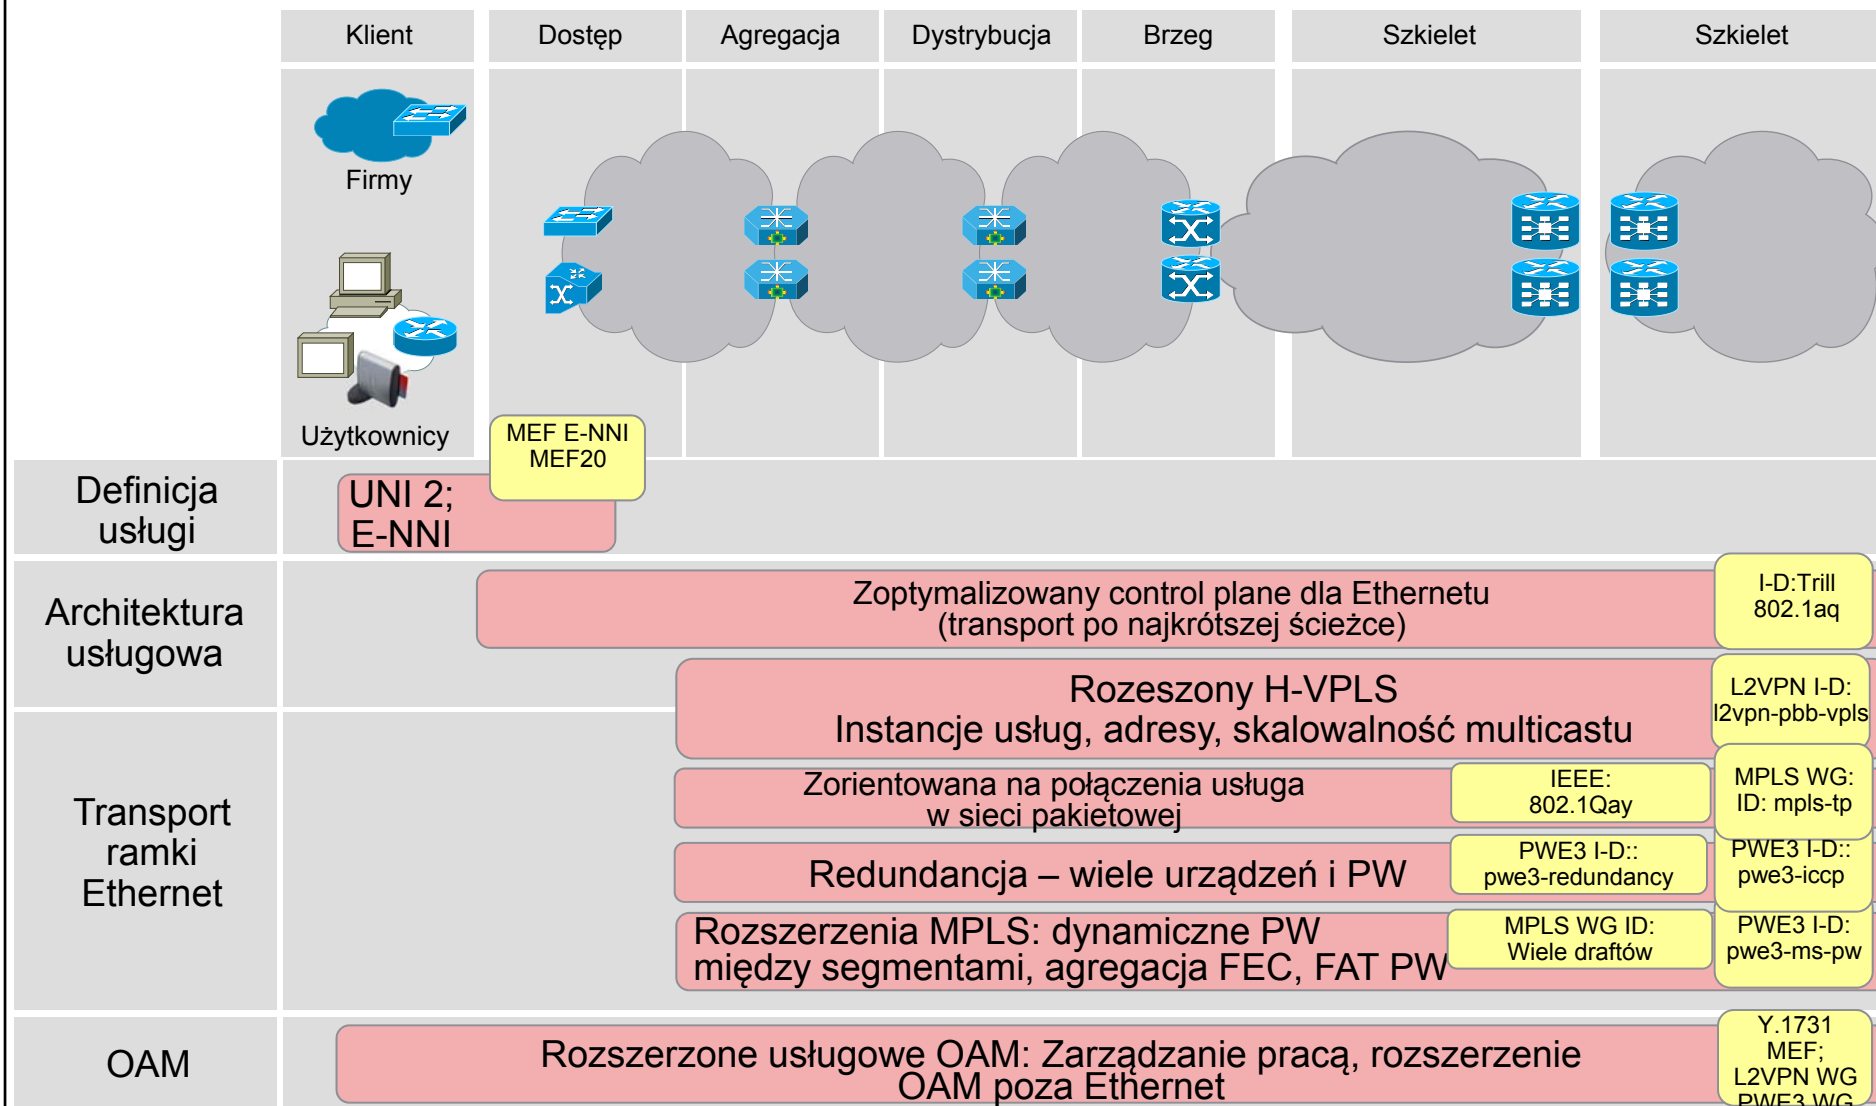 Klient
Dostęp
Agregacja
Dystrybucja
Brzeg
Szkielet
Szkielet
Firmy
Użytkownicy
MEF E-NNI
MEF20
Definicja
usługi
UNI 2;
E-NNI
Architektura
usługowa
Zoptymalizowany control plane dla Ethernetu
(transport po najkrótszej ścieżce)
I-D:Trill
802.1aq
Rozeszony H-VPLS
Instancje usług, adresy, skalowalność multicastu
L2VPN I-D:
l2vpn-pbb-vpls
Transport
ramki
Ethernet
Zorientowana na połączenia usługa
w sieci pakietowej
IEEE:
802.1Qay
MPLS WG:
ID: mpls-tp
Redundancja – wiele urządzeń i PW
PWE3 I-D::
pwe3-redundancy
PWE3 I-D::
pwe3-iccp
Rozszerzenia MPLS: dynamiczne PW
między segmentami, agregacja FEC, FAT PW
MPLS WG ID:
Wiele draftów
PWE3 I-D:
pwe3-ms-pw
OAM
Rozszerzone usługowe OAM: Zarządzanie pracą, rozszerzenie
OAM poza Ethernet
Y.1731
MEF;
L2VPN WG
PWE3 WG